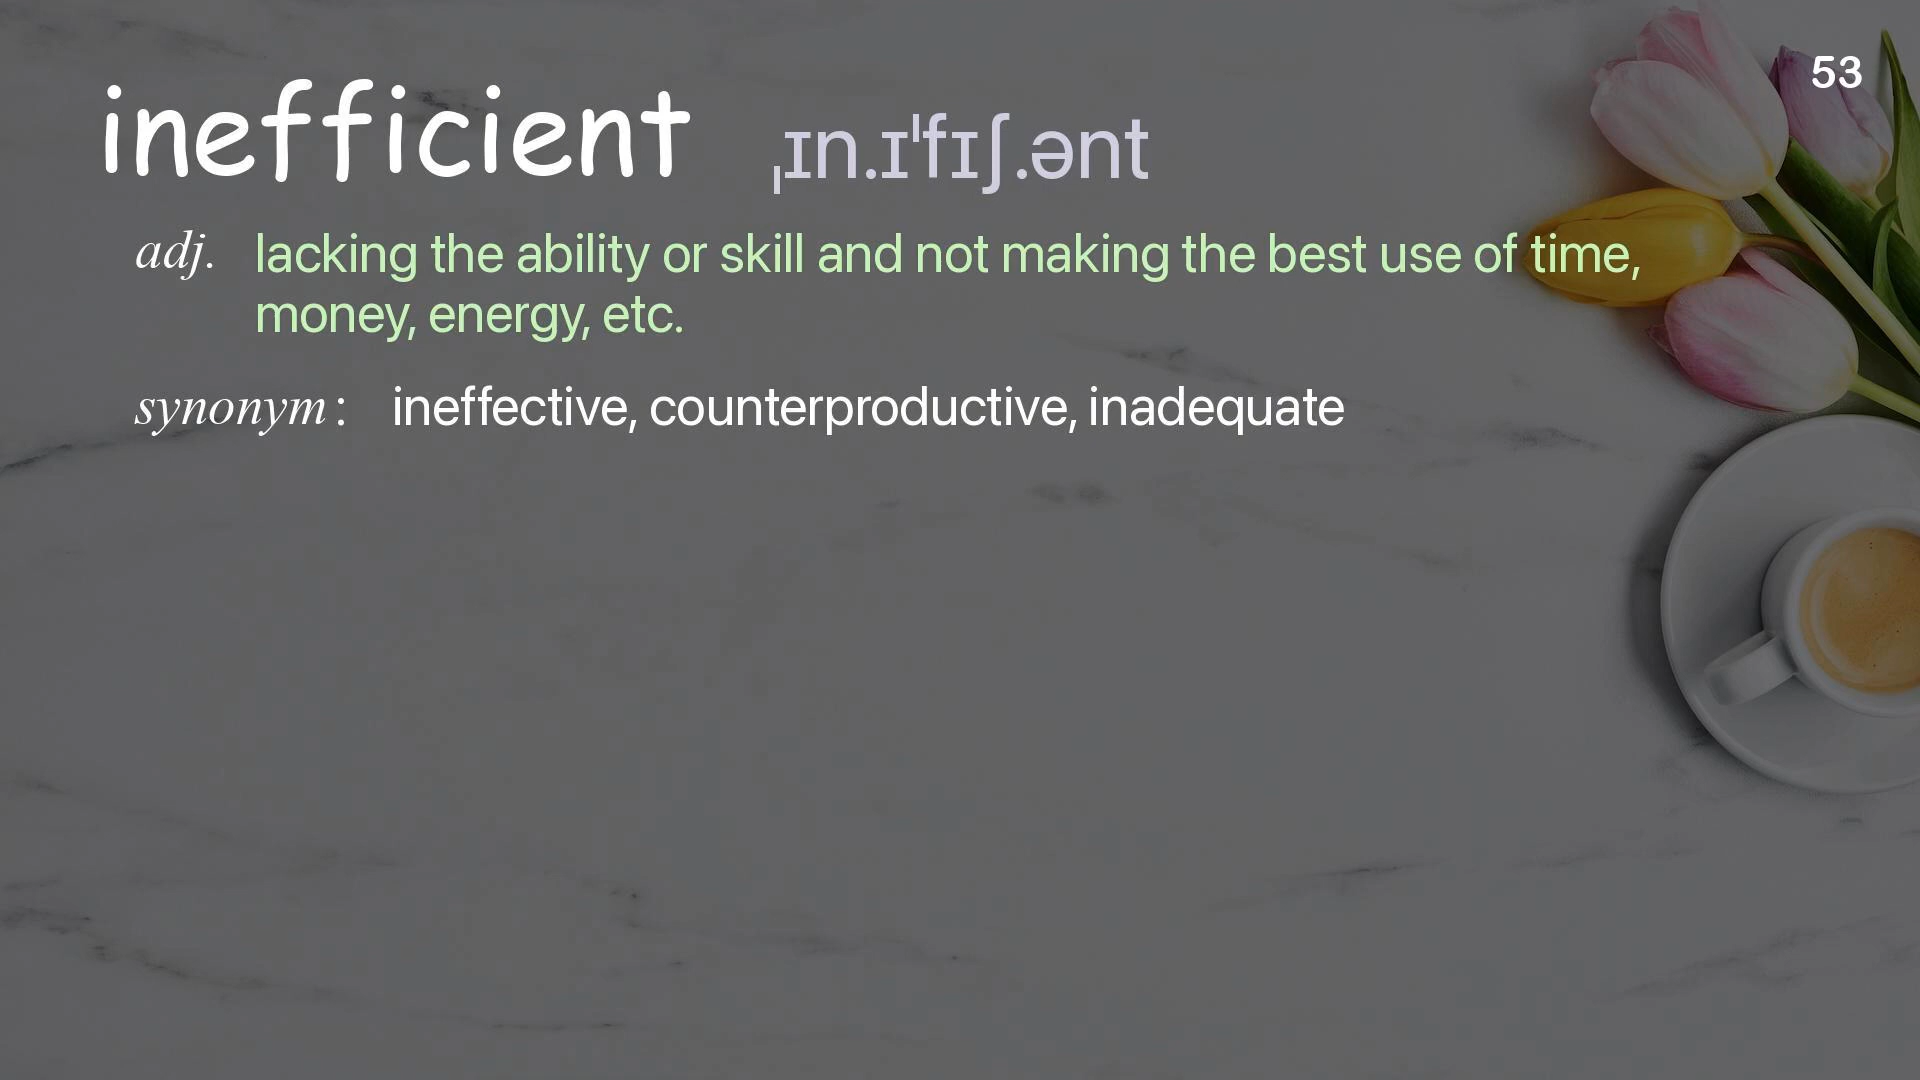 53
inefficient ˌɪn.ɪˈfɪʃ.ənt
adj. lacking the ability or skill and not making the best use of time,
money, energy, etc.
synonym : ineffective, counterproductive, inadequate